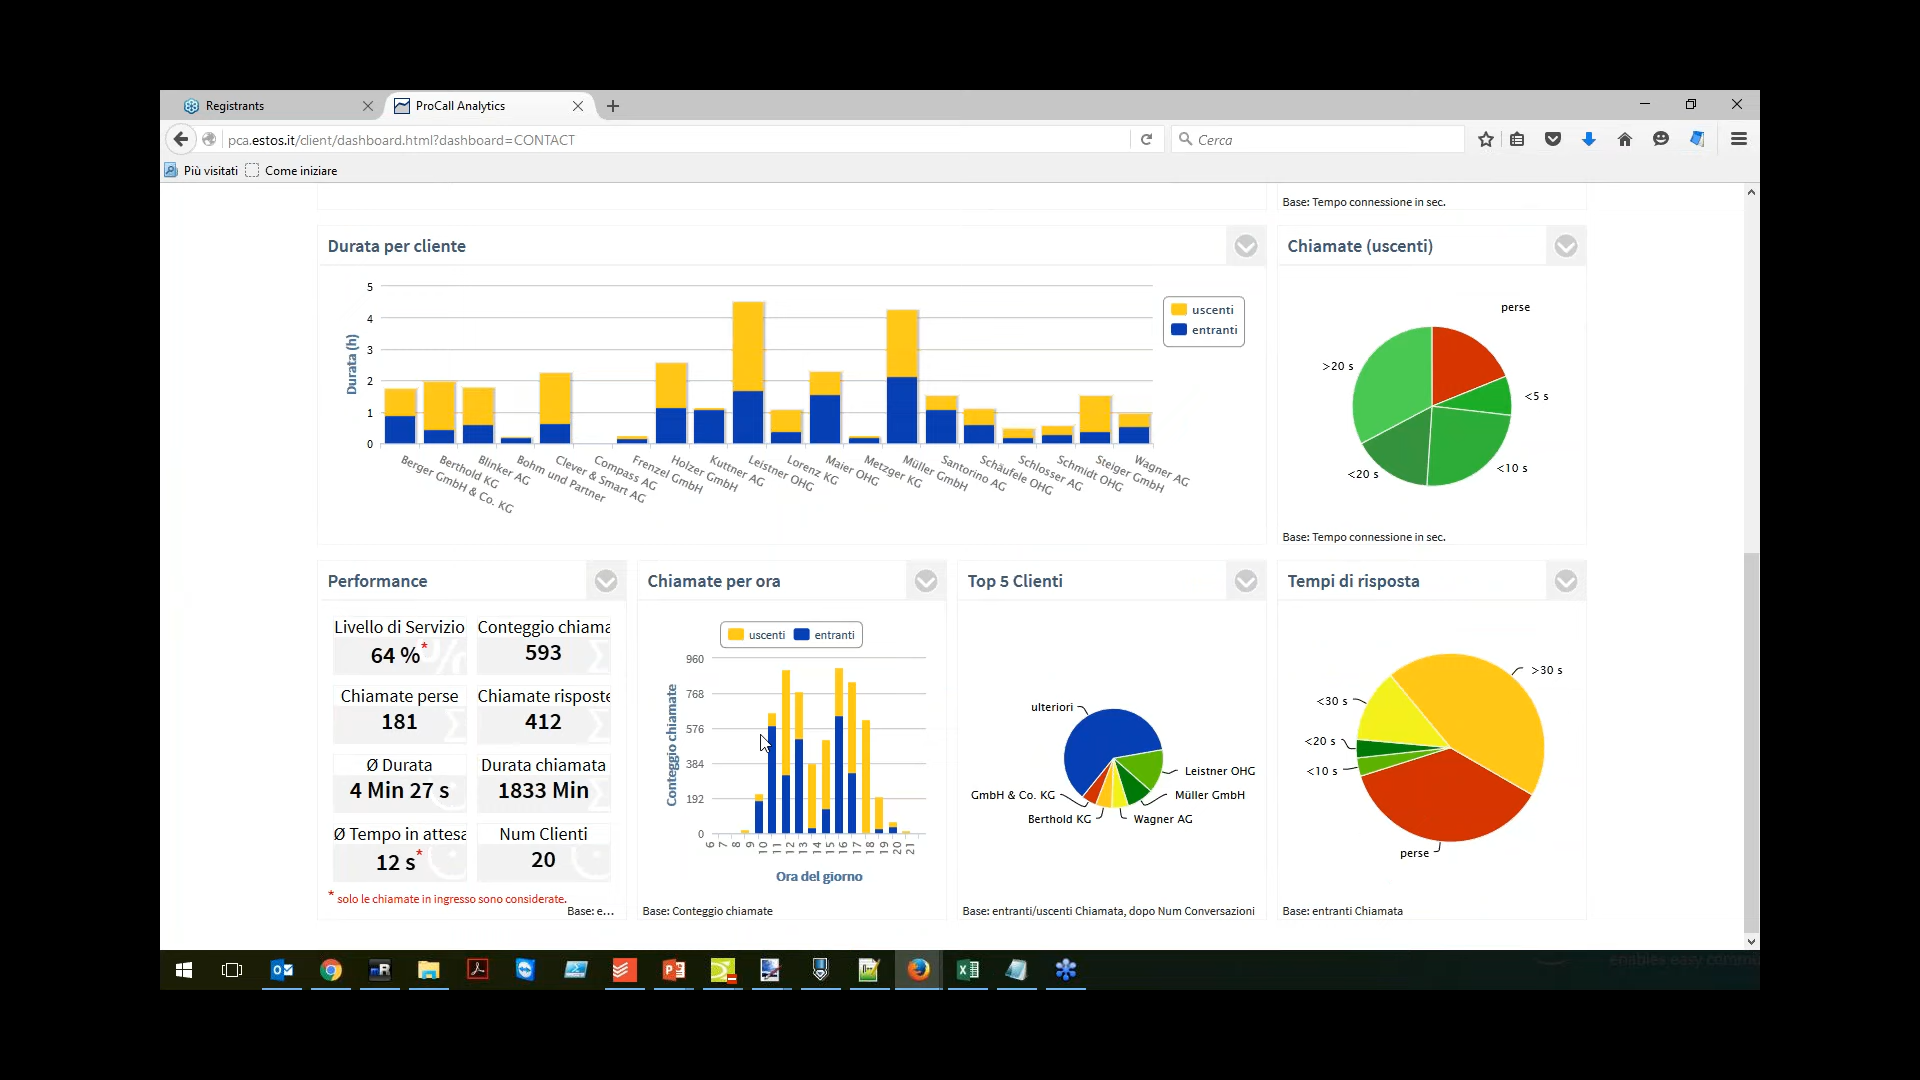 Registrants
ProCall Analytics
pca.estos.it/client/dashboard.html?dashboard=CONTACT
Cerca
Più visitati
Come iniziare
Base: Tempo connessione in sec.
Durata per cliente
Durata (h)
5
4
3
2
1
0
uscenti
entranti
Berger GmbH & Co. KG
Berthold KG
Blinker AG
Bohm und Partner
Clever & Smart AG
Compass AG
Frenzel GmbH
Holzer GmbH
Kuttner AG
Leistner OHG
Lorenz KG
Maier OHG
Metzger KG
Müller GmbH
Santorino AG
Schäufele OHG
Schlosser AG
Schmidt OHG
Steiger GmbH
Wagner AG
Chiamate (uscenti)
perse
>20 s
<5 s
<10 s
<20 s
Base: Tempo connessione in sec.
Performance
Livello di Servizio
64 %*
Conteggio chiama
593
Chiamate perse
181
Chiamate risposte
412
Ø Durata
4 Min 27 s
Durata chiamata
1833 Min
Ø Tempo in attesa
12 s*
Num Clienti
20
* solo le chiamate in ingresso sono considerate.
Base: e...
Chiamate per ora
uscenti
entranti
Conteggio chiamate
960
768
576
384
192
0
6
7
8
9
10
11
12
13
14
15
16
17
18
19
20
21
Ora del giorno
Base: Conteggio chiamate
Top 5 Clienti
ulteriori
Leistner OHG
GmbH & Co. KG
Müller GmbH
Berthold KG
Wagner AG
Base: entranti/uscenti Chiamata, dopo Num Conversazioni
Tempi di risposta
>30 s
<30 s
<20 s
<10 s
perse
Base: entranti Chiamata
enables easy commu